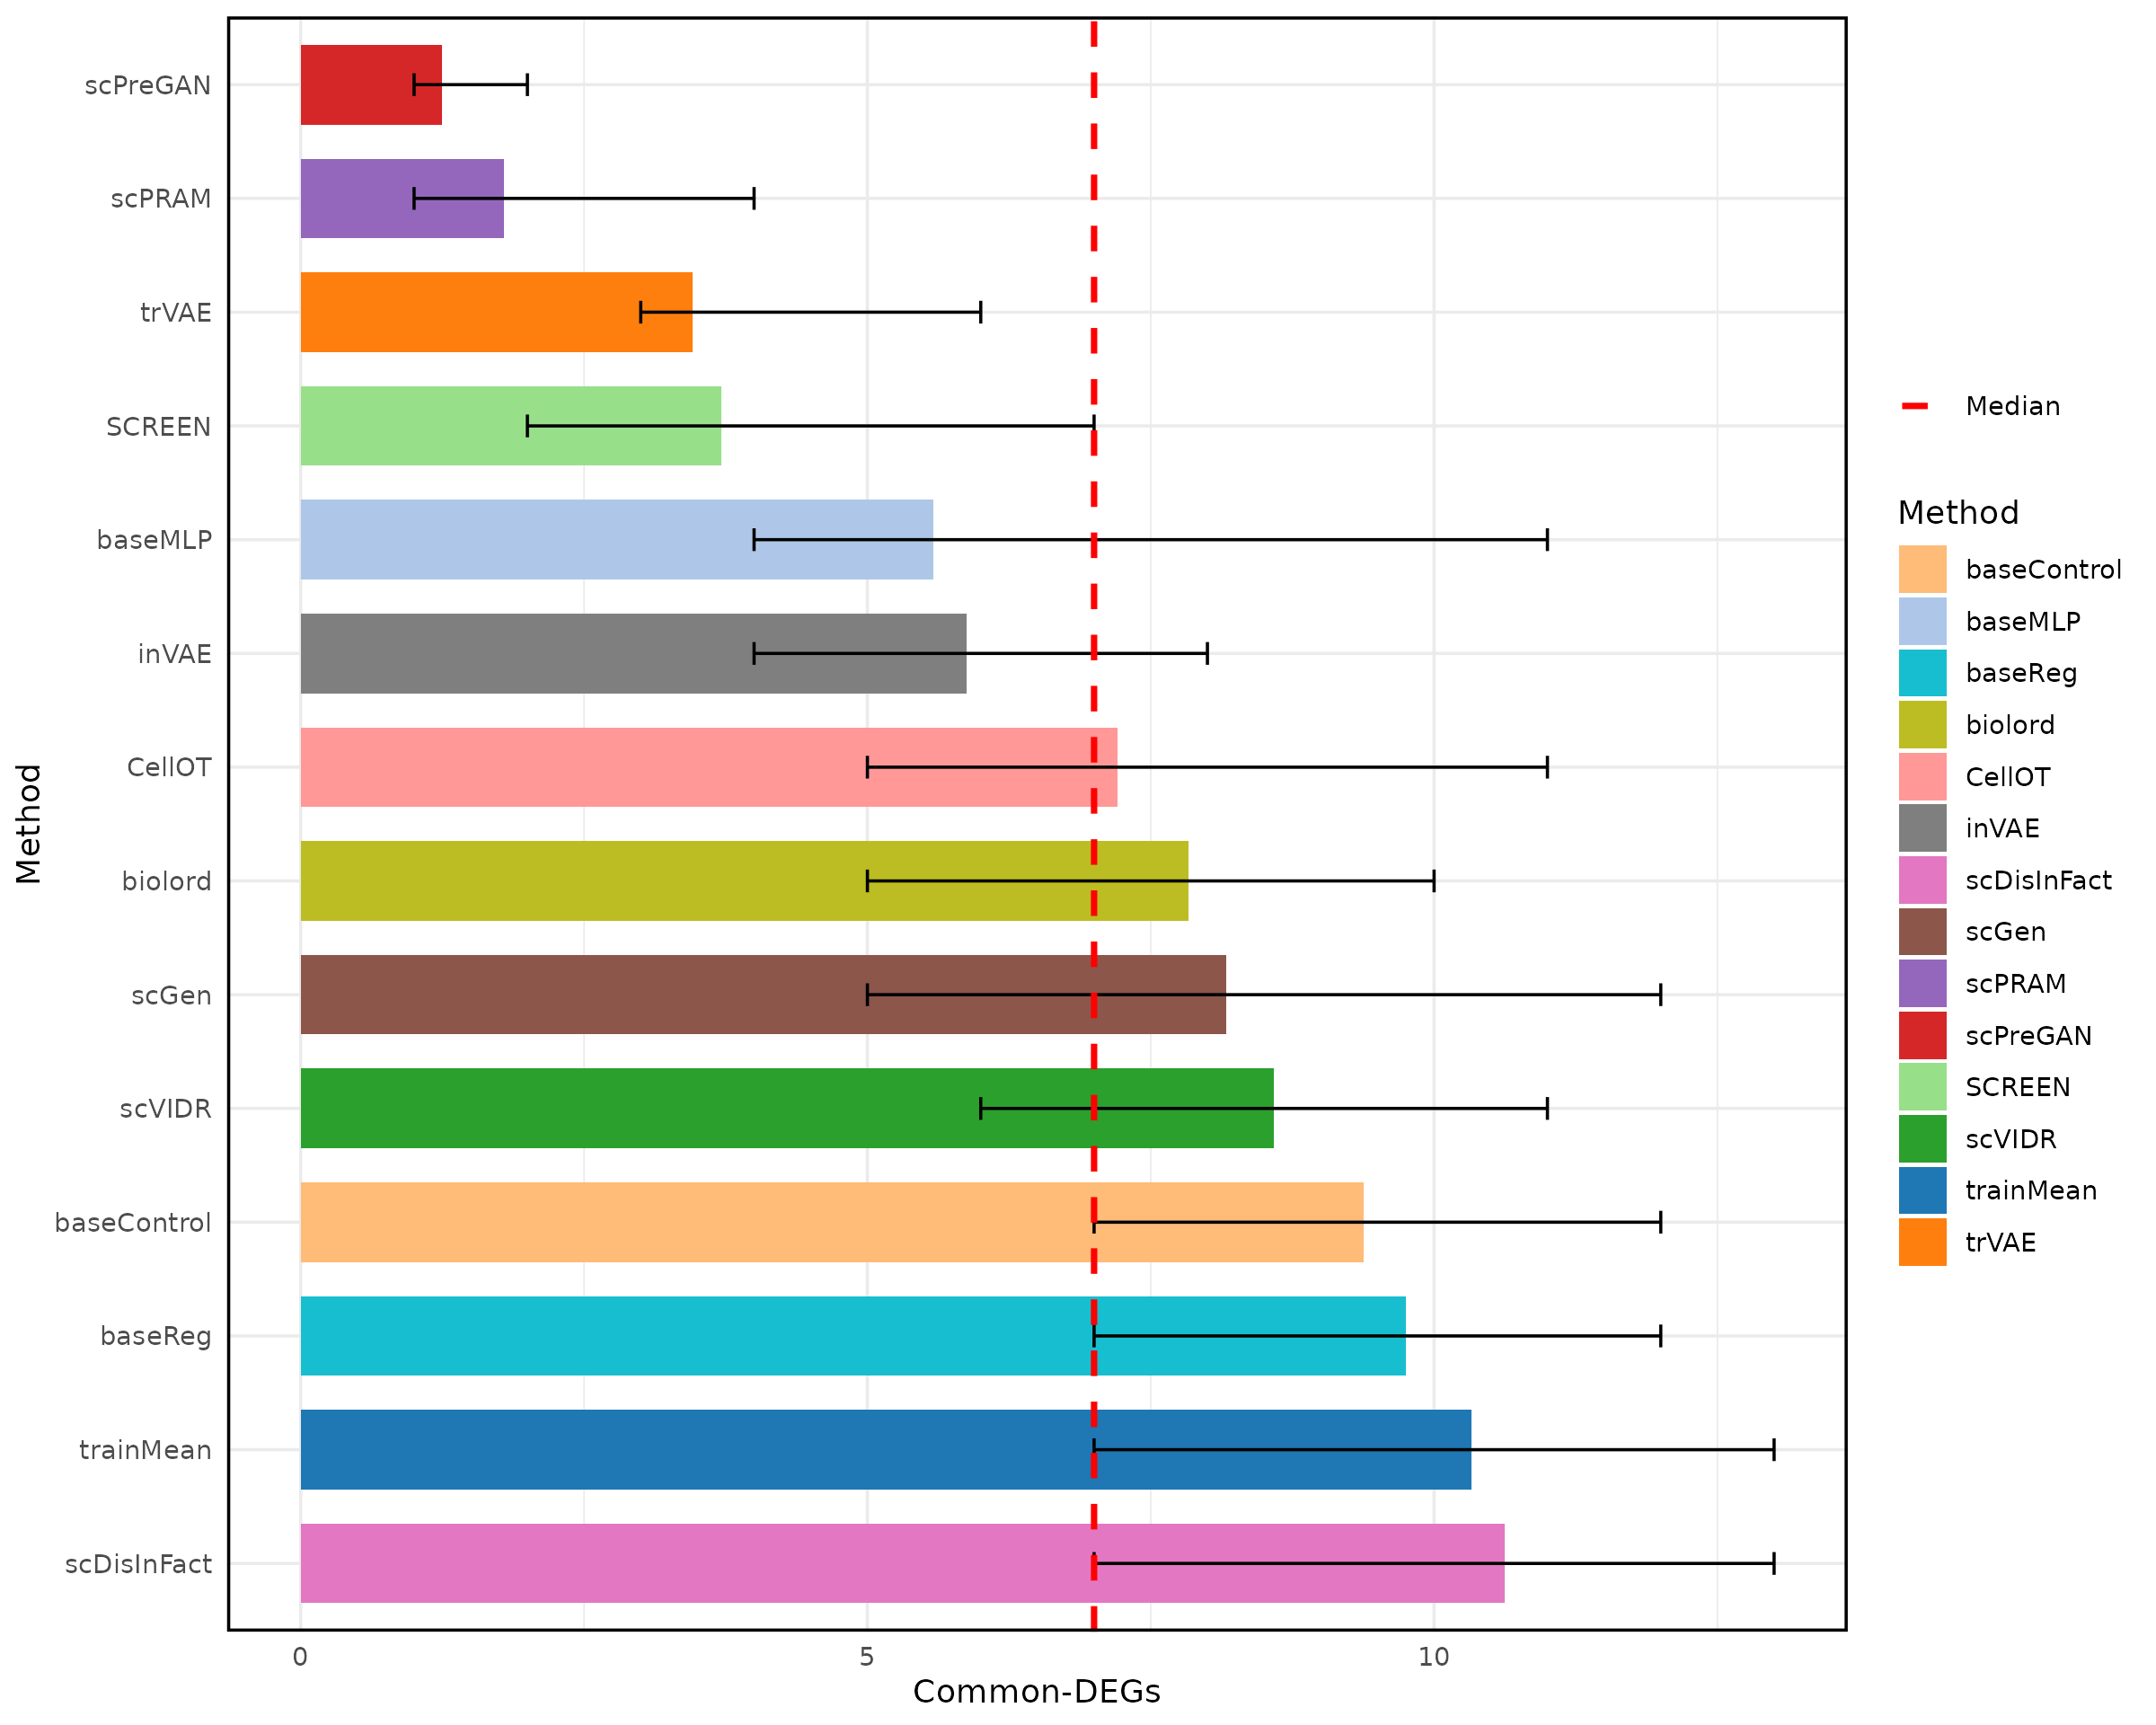 scPreGAN
scPRAM
trVAE
SCREEN
baseMLP
inVAE
CellOT
biolord
scGen
scVIDR
baseControl
baseReg
trainMean
scDisInFact
Method
0 5 10
Common-DEGs
Median
Method
baseControl
baseMLP
baseReg
biolord
CellOT
inVAE
scDisInFact
scGen
scPRAM
scPreGAN
SCREEN
scVIDR
trainMean
trVAE